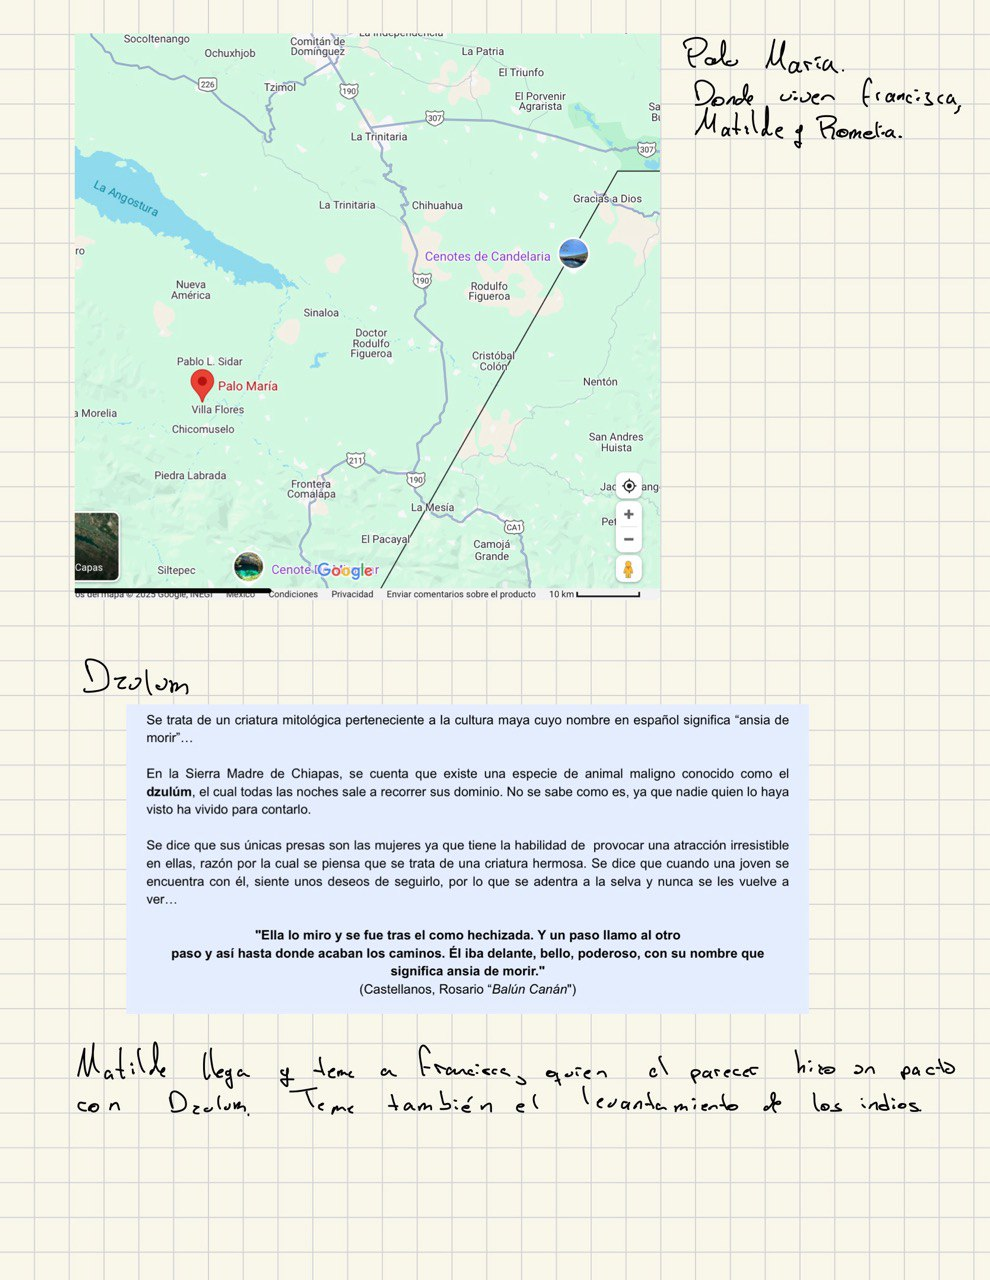 Socoltenango
Ochuxhjob
Comitán de
Domínguez
La Independencia
La Patria
El Triunfo
226
Tzimol
190
El Porvenir
Agrarista
307
La Trinitaria
307
La Angostura
La Trinitaria
Chihuahua
Gracias a Dios
Cenotes de Candelaria
190
Nueva
América
Rodolfo
Figueroa
Sinaloa
Doctor
Rodulfo
Figueroa
Pablo L. Sidar
Cristóbal
Colón
Palo María
Nentón
Villa Flores
a Morelia
Chicomuselo
San Andres
Huista
Piedra Labrada
211
190
Frontera
Comalapa
La Mesía
CA1
El Pacayal
Camojá
Grande
Capas
Siltepec
Google
os del mapa © 2025 Google, INEGI
México
Condiciones
Privacidad
Enviar comentarios sobre el producto
10 km
Palo María.
Donde viven Francisca,
Matilde y Romelia.
Dzulum
Se trata de un criatura mitológica perteneciente a la cultura maya cuyo nombre en español significa “ansia de
morir”…
En la Sierra Madre de Chiapas, se cuenta que existe una especie de animal maligno conocido como el
dzulúm, el cual todas las noches sale a recorrer sus dominio. No se sabe como es, ya que nadie quien lo haya
visto ha vivido para contarlo.
Se dice que sus únicas presas son las mujeres ya que tiene la habilidad de provocar una atracción irresistible
en ellas, razón por la cual se piensa que se trata de una criatura hermosa. Se dice que cuando una joven se
encuentra con él, siente unos deseos de seguirlo, por lo que se adentra a la selva y nunca se les vuelve a
ver…
"Ella lo miro y se fue tras el como hechizada. Y un paso llamo al otro
paso y así hasta donde acaban los caminos. Él iba delante, bello, poderoso, con su nombre que
significa ansia de morir."
(Castellanos, Rosario “Balún Canán")
Matilde llega y teme a Francisca, quien al parecer hizo un pacto
con Dzulum. Teme también el levantamiento de los indios